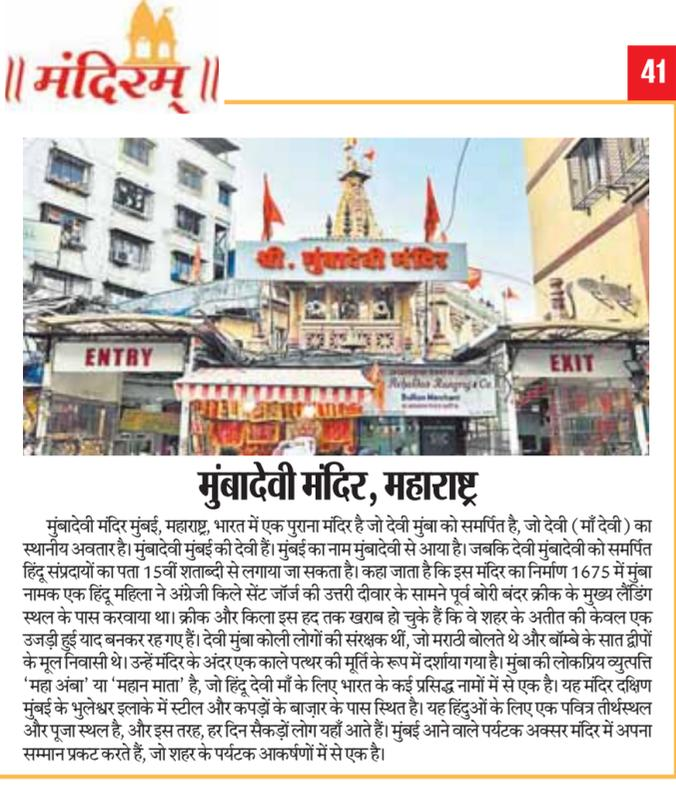 || मंदिरम् ||
41
श्री. मुंबादेवी मंदिर
ENTRY
EXIT
Bullion Merchant
मुंबादेवी मंदिर, महाराष्ट्र
मुंबादेवी मंदिर मुंबई, महाराष्ट्र, भारत में एक पुराना मंदिर है जो देवी मुंबा को समर्पित है, जो देवी ( माँ देवी ) का
स्थानीय अवतार है। मुंबादेवी मुंबई की देवी हैं। मुंबई का नाम मुंबादेवी से आया है। जबकि देवी मुंबादेवी को समर्पित
हिंदू संप्रदायों का पता 15वीं शताब्दी से लगाया जा सकता है। कहा जाता है कि इस मंदिर का निर्माण 1675 में मुंबा
नामक एक हिंदू महिला ने अंग्रेजी किले सेंट जॉर्ज की उत्तरी दीवार के सामने पूर्व बोरी बंदर क्रीक के मुख्य लैंडिंग
स्थल के पास करवाया था। क्रीक और किला इस हद तक खराब हो चुके हैं कि वे शहर के अतीत की केवल एक
उजड़ी हुई याद बनकर रह गए हैं। देवी मुंबा कोली लोगों की संरक्षक थीं, जो मराठी बोलते थे और बॉम्बे के सात द्वीपों
के मूल निवासी थे। उन्हें मंदिर के अंदर एक काले पत्थर की मूर्ति के रूप में दर्शाया गया है। मुंबा की लोकप्रिय व्युत्पत्ति
‘महा अंबा’ या ‘महान माता’ है, जो हिंदू देवी माँ के लिए भारत के कई प्रसिद्ध नामों में से एक है। यह मंदिर दक्षिण
मुंबई के भुलेश्वर इलाके में स्टील और कपड़ों के बाज़ार के पास स्थित है। यह हिंदुओं के लिए एक पवित्र तीर्थस्थल
और पूजा स्थल है, और इस तरह, हर दिन सैकड़ों लोग यहाँ आते हैं। मुंबई आने वाले पर्यटक अक्सर मंदिर में अपना
सम्मान प्रकट करते हैं, जो शहर के पर्यटक आकर्षणों में से एक है।